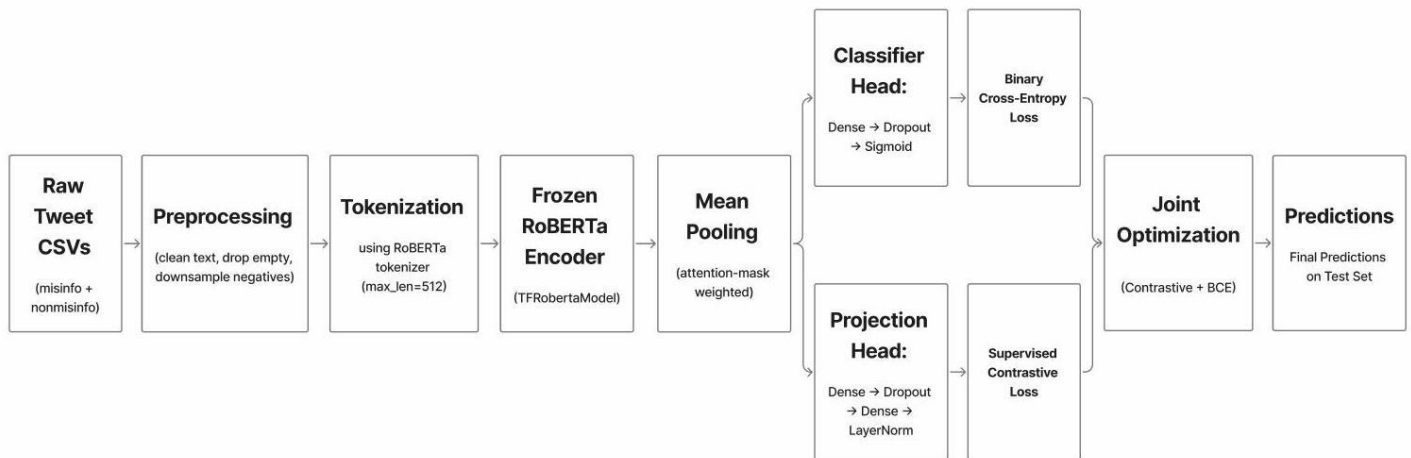 Raw
Tweet
CSVs
(misinfo +
nonmisinfo)
Preprocessing
(clean text, drop empty,
downsample negatives)
Tokenization
using RoBERTa
tokenizer
(max_len=512)
Frozen
RoBERTa
Encoder
(TFRobertaModel)
Mean
Pooling
(attention-mask
weighted)
Classifier
Head:
Dense → Dropout
→ Sigmoid
Binary
Cross-Entropy
Loss
Projection
Head:
Dense → Dropout
→ Dense →
LayerNorm
Supervised
Contrastive
Loss
Joint
Optimization
(Contrastive + BCE)
Predictions
Final Predictions
on Test Set